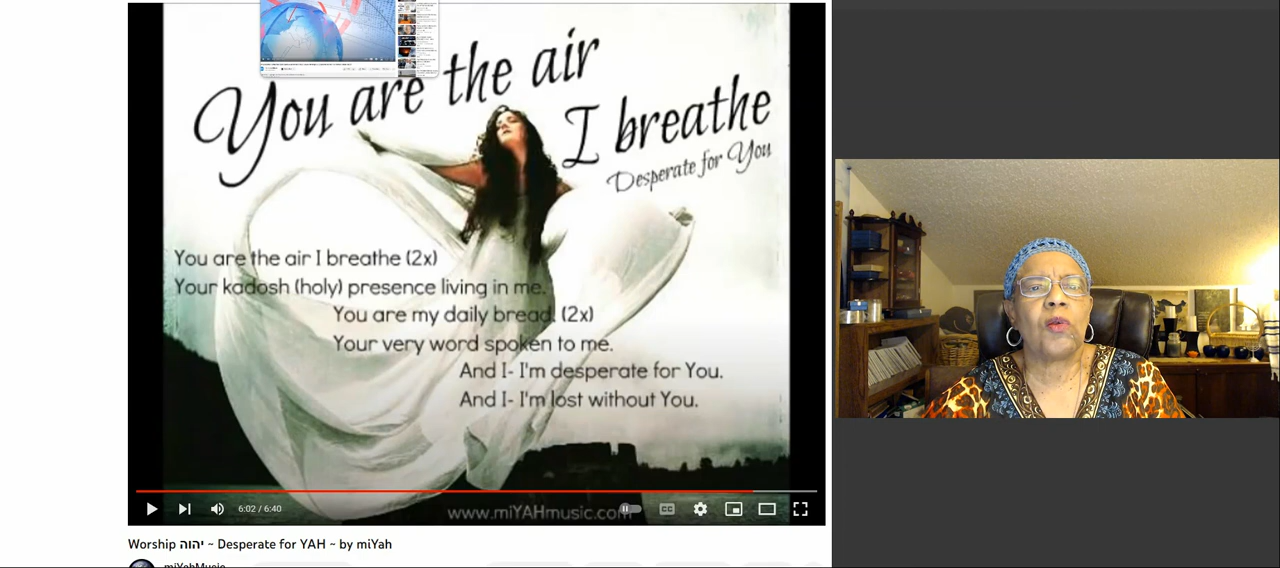 You are the air
I breathe
Desperate for You
You are the air I breathe (2x)
Your kadosh (holy) presence living in me.
You are my daily bread. (2x)
Your very word spoken to me.
And I- I'm desperate for You.
And I- I'm lost without You.
6:02 / 6:40
CC
www.miYAHmusic.com
Worship יהוה ~ Desperate for YAH ~ by miYah
miYahMusic